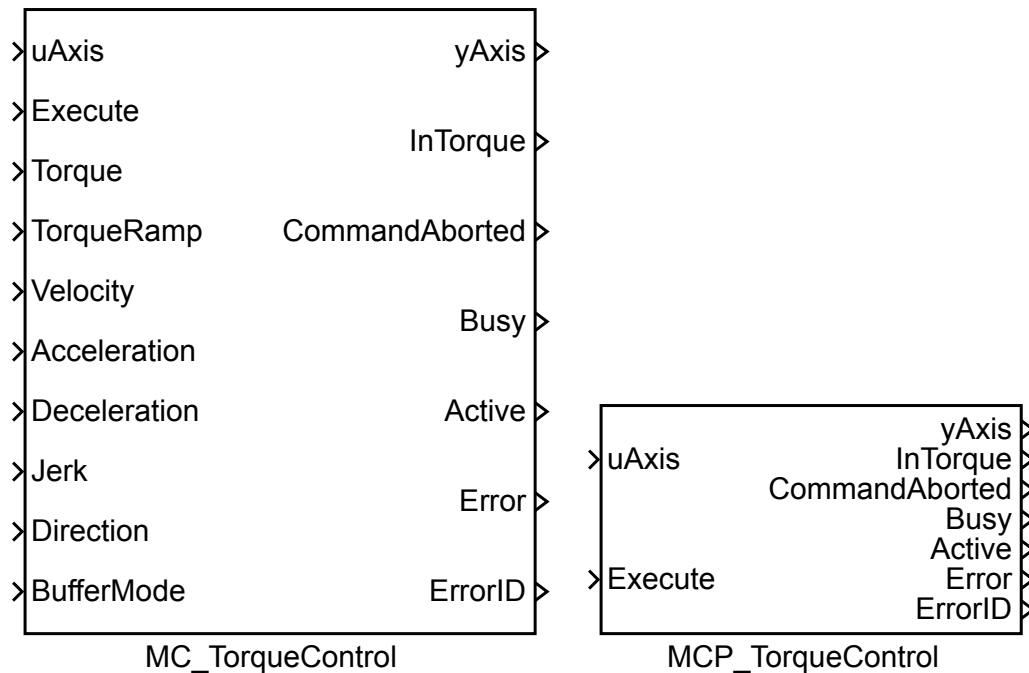 uAxis
Execute
Torque
TorqueRamp
Velocity
Acceleration
Deceleration
Jerk
Direction
BufferMode
yAxis
InTorque
CommandAborted
Busy
Active
Error
ErrorID
MC_TorqueControl
uAxis
Execute
yAxis
InTorque
CommandAborted
Busy
Active
Error
ErrorID
MCP_TorqueControl